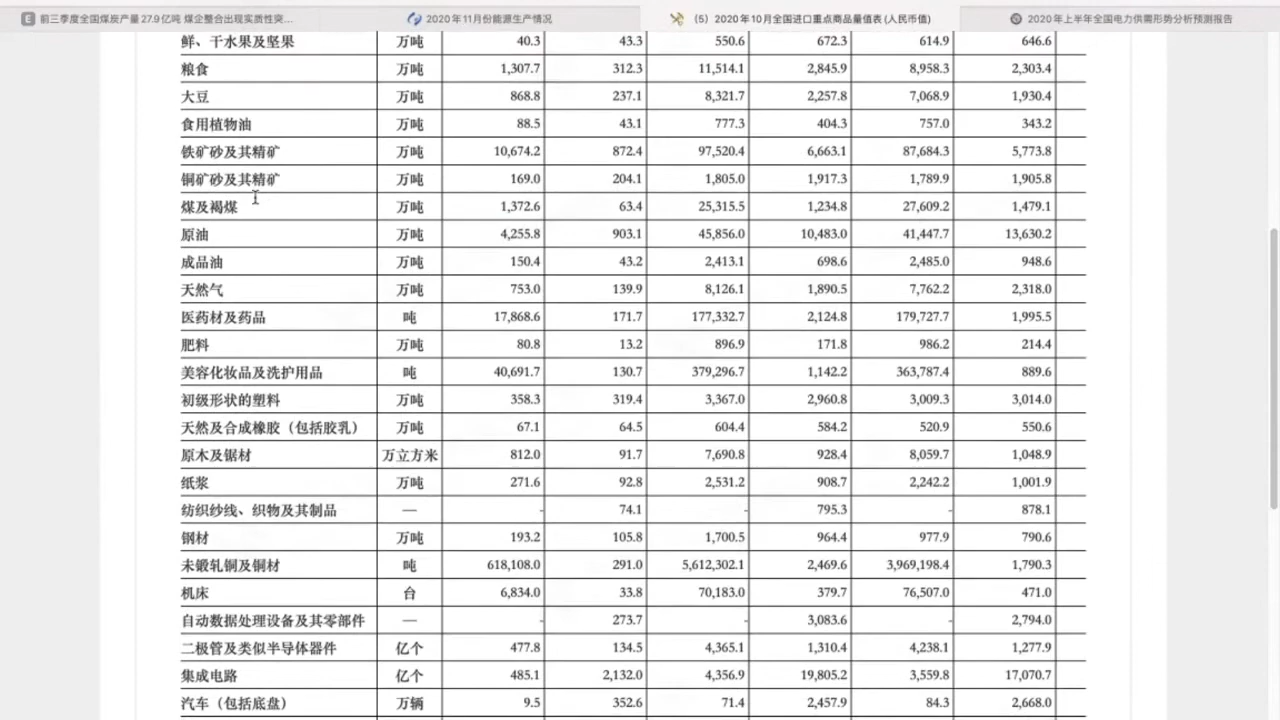 前三季度全国煤炭产量27.9亿吨 煤企整合出现实质性突...
2020年11月份能源生产情况
（5）2020年10月全国进口重点商品量值表(人民币值)
2020年上半年全国电力供需形势分析预测报告
鲜、干水果及坚果 万吨 40.3 43.3 550.6 672.3 614.9 646.6
粮食 万吨 1,307.7 312.3 11,514.1 2,845.9 8,958.3 2,303.4
大豆 万吨 868.8 237.1 8,321.7 2,257.8 7,068.9 1,930.4
食用植物油 万吨 88.5 43.1 777.3 404.3 757.0 343.2
铁矿砂及其精矿 万吨 10,674.2 872.4 97,520.4 6,663.1 87,684.3 5,773.8
铜矿砂及其精矿 万吨 169.0 204.1 1,805.0 1,917.3 1,789.9 1,905.8
煤及褐煤 万吨 1,372.6 63.4 25,315.5 1,234.8 27,609.2 1,479.1
原油 万吨 4,255.8 903.1 45,856.0 10,483.0 41,447.7 13,630.2
成品油 万吨 150.4 43.2 2,413.1 698.6 2,485.0 948.6
天然气 万吨 753.0 139.9 8,126.1 1,890.5 7,762.2 2,318.0
医药材及药品 吨 17,868.6 171.7 177,332.7 2,124.8 179,727.7 1,995.5
肥料 万吨 80.8 13.2 896.9 171.8 986.2 214.4
美容化妆品及洗护用品 吨 40,691.7 130.7 379,296.7 1,142.2 363,787.4 889.6
初级形状的塑料 万吨 358.3 319.4 3,367.0 2,960.8 3,009.3 3,014.0
天然及合成橡胶（包括胶乳） 万吨 67.1 64.5 604.4 584.2 520.9 550.6
原木及锯材 万立方米 812.0 91.7 7,690.8 928.4 8,059.7 1,048.9
纸浆 万吨 271.6 92.8 2,531.2 908.7 2,242.2 1,001.9
纺织纱线、织物及其制品 — - 74.1 - 795.3 - 878.1
钢材 万吨 193.2 105.8 1,700.5 964.4 977.9 790.6
未锻轧铜及铜材 吨 618,108.0 291.0 5,612,302.1 2,469.6 3,969,198.4 1,790.3
机床 台 6,834.0 33.8 70,183.0 379.7 76,507.0 471.0
自动数据处理设备及其零部件 — - 273.7 - 3,083.6 - 2,794.0
二极管及类似半导体器件 亿个 477.8 134.5 4,365.1 1,310.4 4,238.1 1,277.9
集成电路 亿个 485.1 2,132.0 4,356.9 19,805.2 3,559.8 17,070.7
汽车（包括底盘） 万辆 9.5 352.6 71.4 2,457.9 84.3 2,668.0